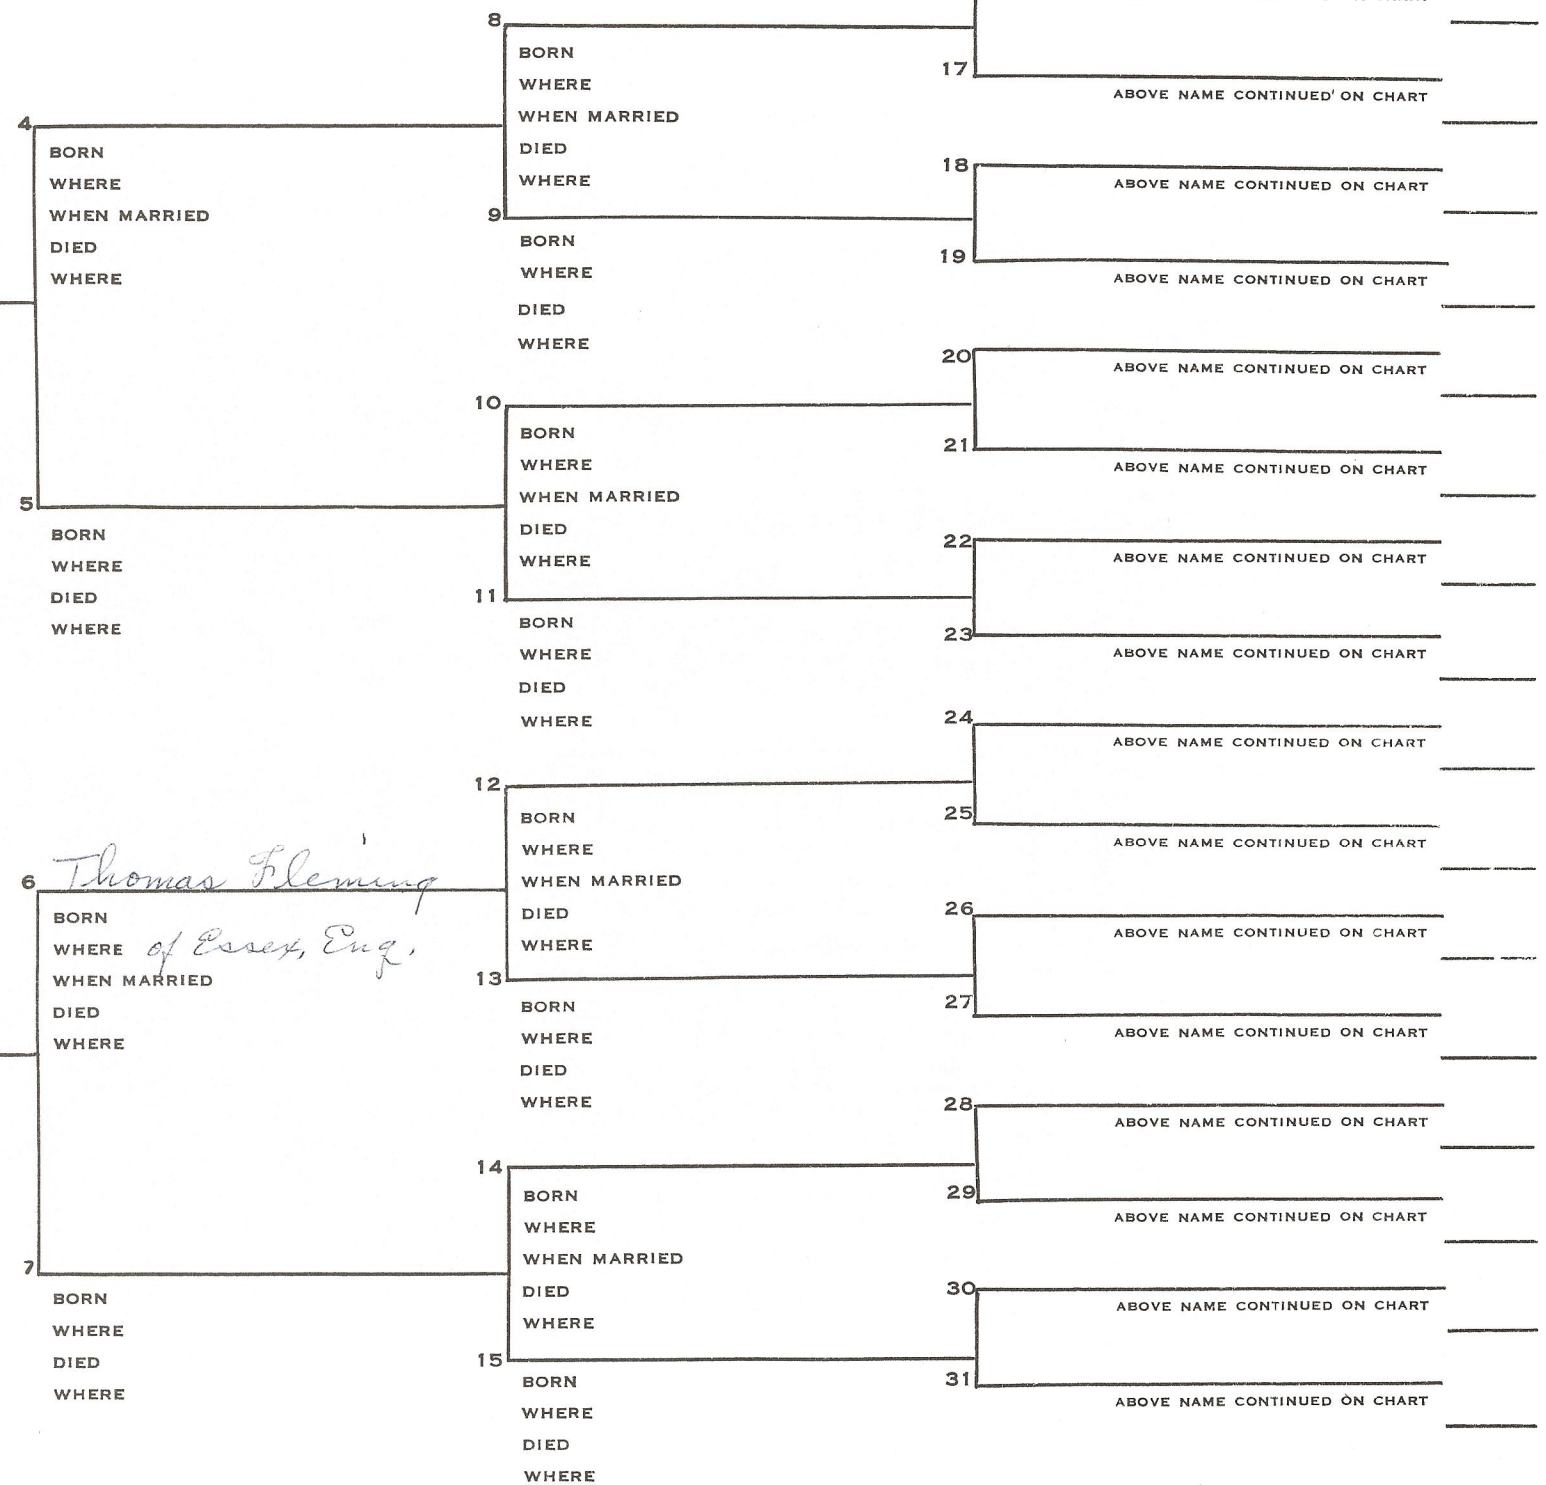 8
BORN
WHERE
WHEN MARRIED
DIED
WHERE
17
ABOVE NAME CONTINUED ON CHART
4
BORN
WHERE
WHEN MARRIED
DIED
WHERE
18
ABOVE NAME CONTINUED ON CHART
9
BORN
WHERE
DIED
WHERE
19
ABOVE NAME CONTINUED ON CHART
20
ABOVE NAME CONTINUED ON CHART
10
BORN
WHERE
WHEN MARRIED
DIED
WHERE
21
ABOVE NAME CONTINUED ON CHART
5
BORN
WHERE
DIED
WHERE
22
ABOVE NAME CONTINUED ON CHART
11
BORN
WHERE
DIED
WHERE
23
ABOVE NAME CONTINUED ON CHART
24
ABOVE NAME CONTINUED ON CHART
12
BORN
WHERE
WHEN MARRIED
DIED
WHERE
25
ABOVE NAME CONTINUED ON CHART
6 Thomas Fleming
BORN
WHERE of Essex, Eng.
WHEN MARRIED
DIED
WHERE
26
ABOVE NAME CONTINUED ON CHART
13
BORN
WHERE
DIED
WHERE
27
ABOVE NAME CONTINUED ON CHART
28
ABOVE NAME CONTINUED ON CHART
14
BORN
WHERE
WHEN MARRIED
DIED
WHERE
29
ABOVE NAME CONTINUED ON CHART
7
BORN
WHERE
DIED
WHERE
30
ABOVE NAME CONTINUED ON CHART
15
BORN
WHERE
DIED
WHERE
31
ABOVE NAME CONTINUED ON CHART